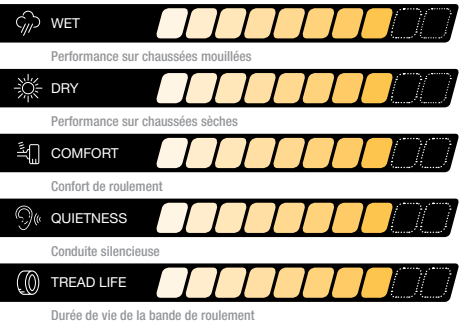 WET
Performance sur chaussées mouillées
DRY
Performance sur chaussées sèches
COMFORT
Confort de roulement
QUIETNESS
Conduite silencieuse
TREAD LIFE
Durée de vie de la bande de roulement